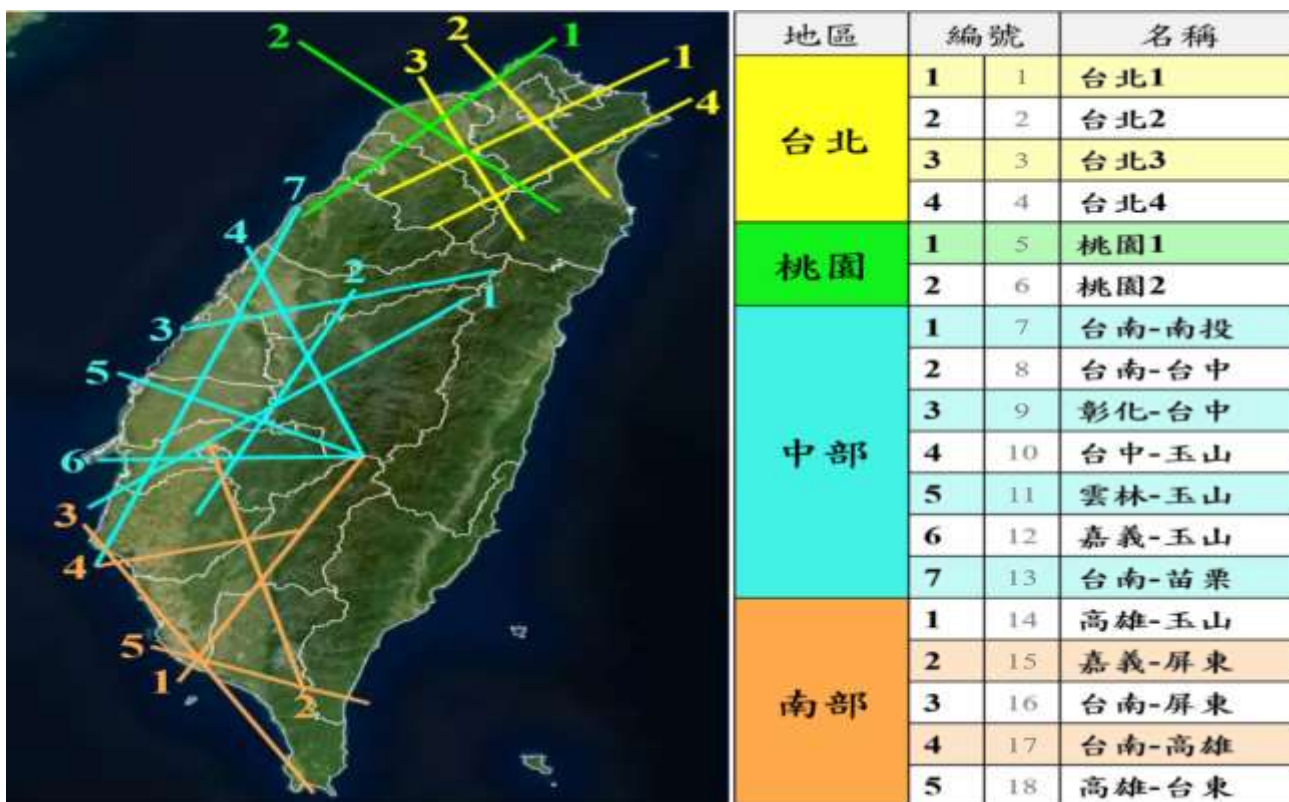 2
1
2
3
1
4
7
4
2
1
3
5
6
3
4
5
1
2
地區 編號 名稱
台北
1 1 台北1
2 2 台北2
3 3 台北3
4 4 台北4
桃園
1 5 桃園1
2 6 桃園2
中部
1 7 台南-南投
2 8 台南-台中
3 9 彰化-台中
4 10 台中-玉山
5 11 雲林-玉山
6 12 嘉義-玉山
7 13 台南-苗栗
南部
1 14 高雄-玉山
2 15 嘉義-屏東
3 16 台南-屏東
4 17 台南-高雄
5 18 高雄-台東